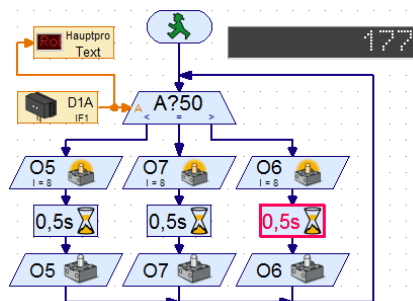 Ro
Hauptpro
Text
177
D1A
IF1
A
A?50
< = >
O5
I = 8
O7
I = 8
O6
I = 8
0,5s
0,5s
0,5s
O5
O7
O6